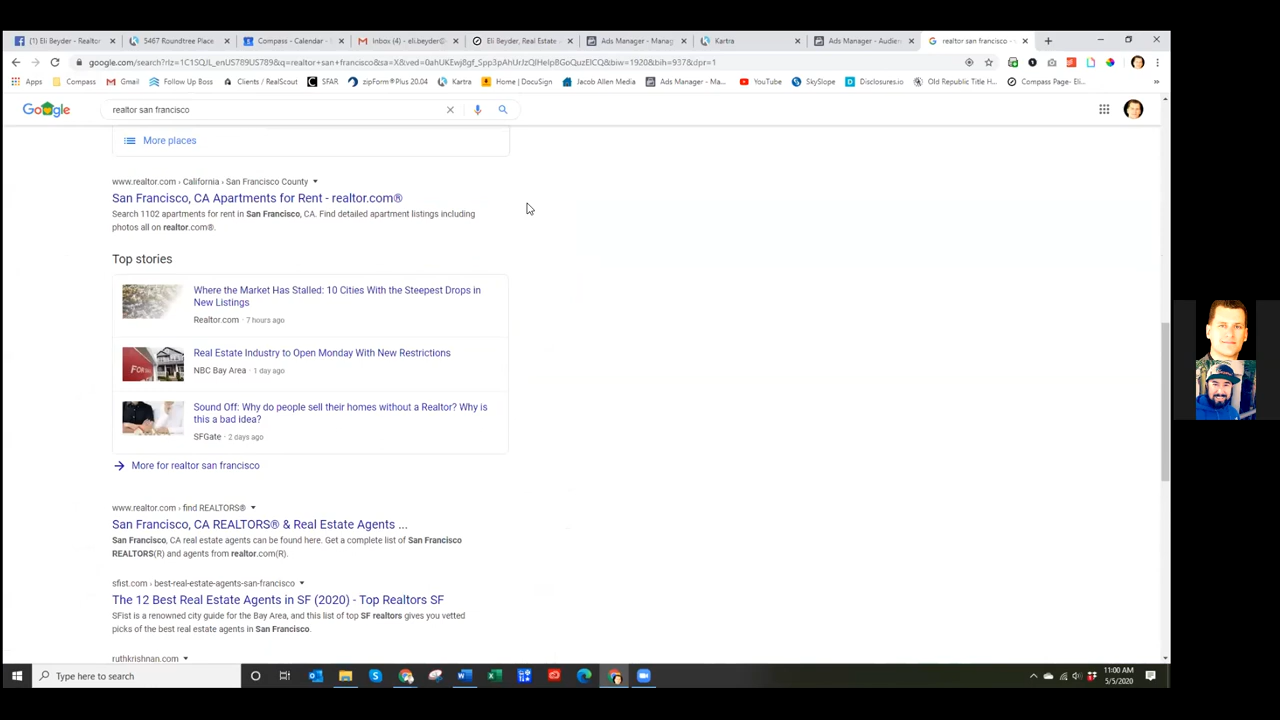 (1) Eli Beyder - Realtor
5467 Roundtree Place
Compass - Calendar -
Inbox (4) - eli.beyder@
Eli Beyder, Real Estate
Ads Manager - Manag
Kartra
Ads Manager - Audien
realtor san francisco -
google.com/search?
Apps
Compass
Gmail
Follow Up Boss
Clients / RealScout
SFAR
zipForm®Plus 20.04
Kartra
Home | DocuSign
Jacob Allen Media
Ads Manager - Ma...
YouTube
SkySlope
Disclosures.io
Old Republic Title H...
Compass Page- Eli...
Google
realtor san francisco
More places
www.realtor.com › California › San Francisco County
San Francisco, CA Apartments for Rent - realtor.com®
Search 1102 apartments for rent in San Francisco, CA. Find detailed apartment listings including
photos all on realtor.com®.
Top stories
Where the Market Has Stalled: 10 Cities With the Steepest Drops in
New Listings
Realtor.com · 7 hours ago
Real Estate Industry to Open Monday With New Restrictions
NBC Bay Area · 1 day ago
Sound Off: Why do people sell their homes without a Realtor? Why is
this a bad idea?
SFGate · 2 days ago
More for realtor san francisco
www.realtor.com › find REALTORS®
San Francisco, CA REALTORS® & Real Estate Agents ...
San Francisco, CA real estate agents can be found here. Get a complete list of San Francisco
REALTORS(R) and agents from realtor.com(R).
sfist.com › best-real-estate-agents-san-francisco
The 12 Best Real Estate Agents in SF (2020) - Top Realtors SF
SFist is a renowned city guide for the Bay Area, and this list of top SF realtors gives you vetted
picks of the best real estate agents in San Francisco.
ruthkrishnan.com
Type here to search
11:00 AM
5/5/2020